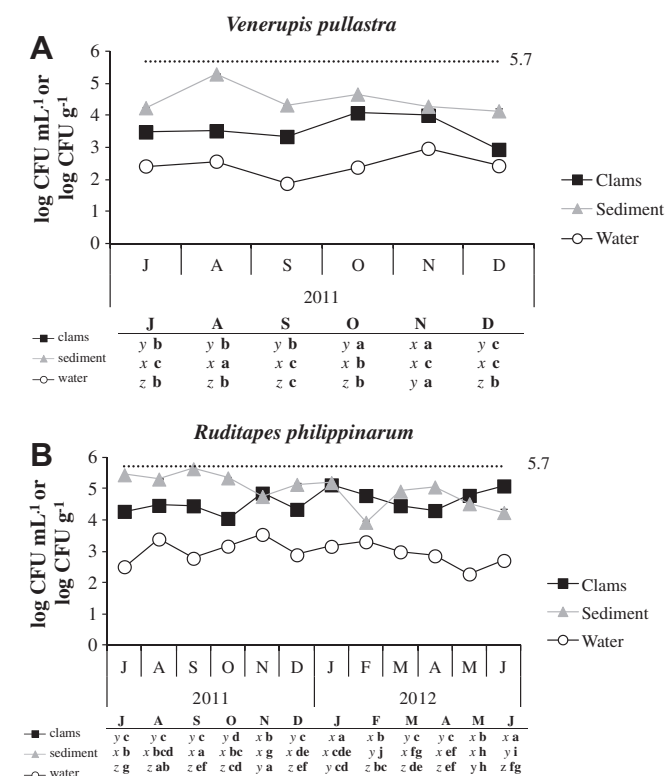 Venerupis pullastra
A
log CFU mL-1 or
log CFU g-1
6
5
4
3
2
1
0
5.7
Clams
Sediment
Water
J A S O N D
2011
J A S O N D
clams y b y b y b y a x a y c
sediment x c x a x c x b x c x c
water z b z b z c z b y a z b
Ruditapes philippinarum
B
log CFU mL-1 or
log CFU g-1
6
5
4
3
2
1
0
5.7
Clams
Sediment
Water
J A S O N D J F M A M J
2011 2012
J A S O N D J F M A M J
clams y c y c y c y d x b y c x a x b y c y c x b x a
sediment x b x bcd x a x bc x g x de x cde y j x fg x ef x h y i
water z g z ab z ef z cd y a z ef y cd z bc z de z ef y h z fg